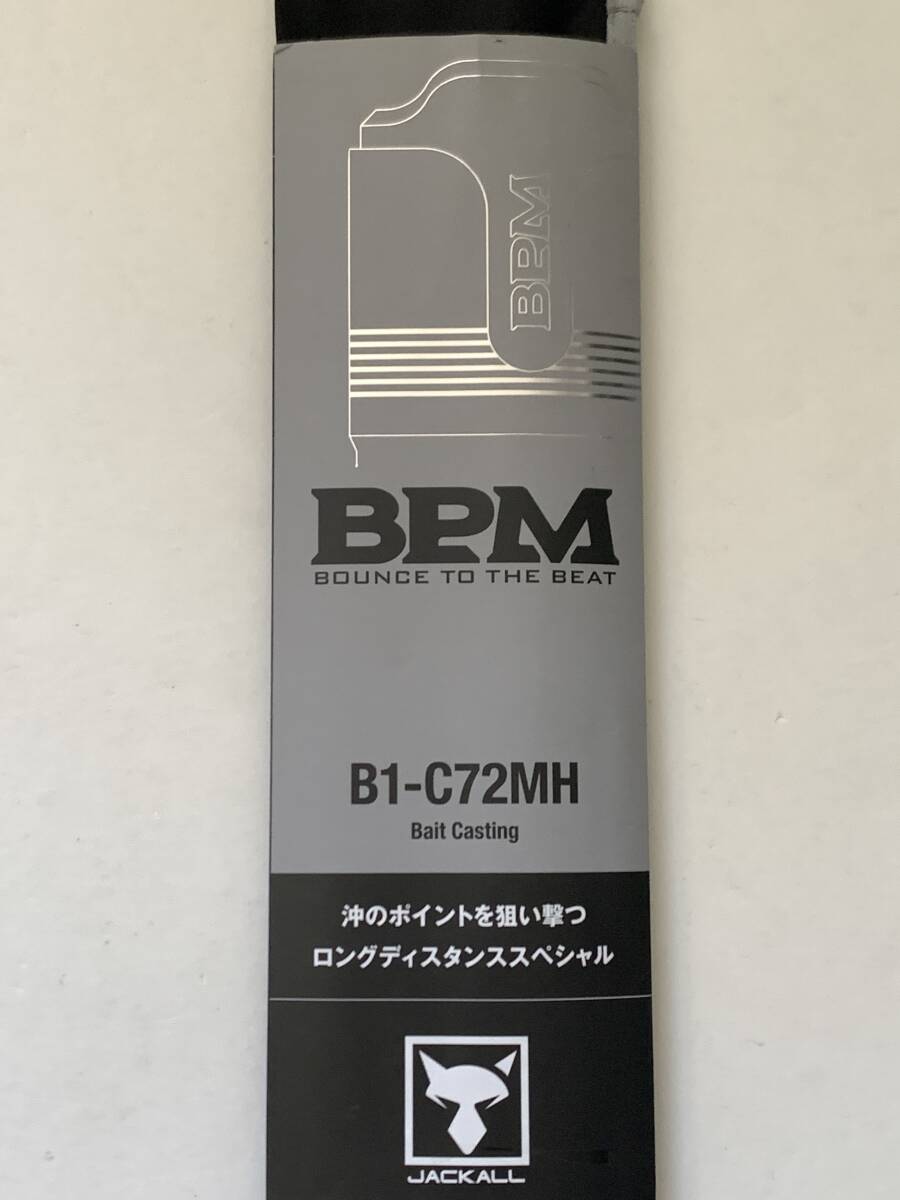 BPM
BPM
BOUNCE TO THE BEAT
B1-C72MH
Bait Casting
沖のポイントを狙い撃つ
ロングディスタンススペシャル
JACKALL